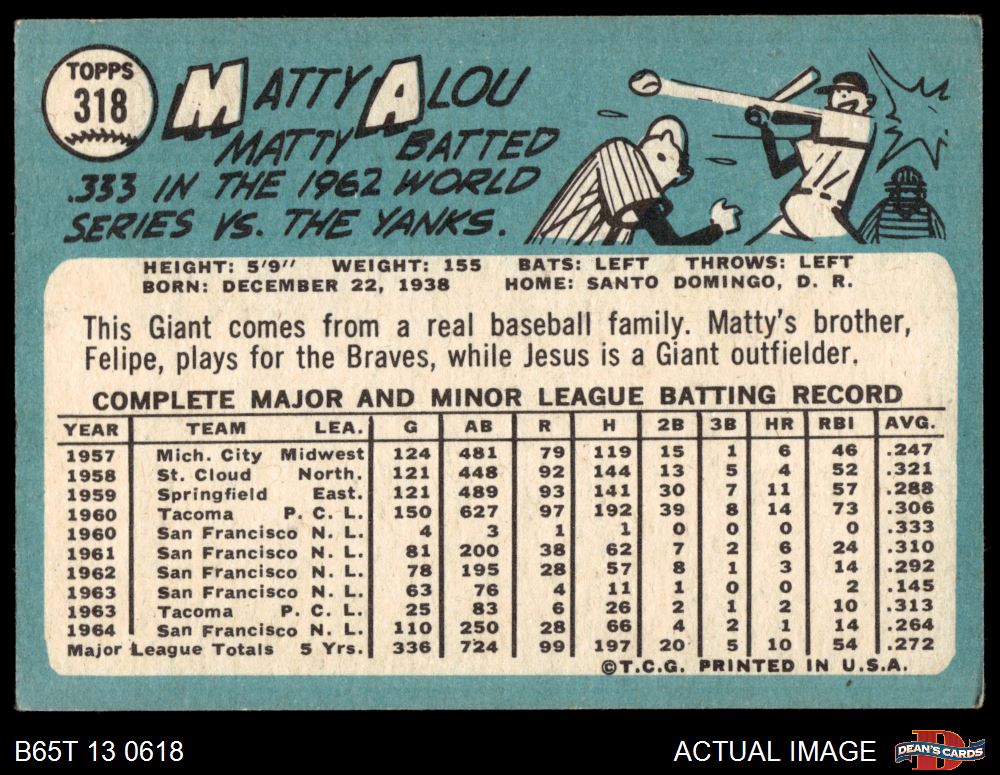 TOPPS
318
MATTY ALOU
MATTY BATTED
.333 IN THE 1962 WORLD
SERIES VS. THE YANKS.
HEIGHT: 5'9" WEIGHT: 155 BATS: LEFT THROWS: LEFT
BORN: DECEMBER 22, 1938 HOME: SANTO DOMINGO, D. R.
This Giant comes from a real baseball family. Matty's brother,
Felipe, plays for the Braves, while Jesus is a Giant outfielder.
COMPLETE MAJOR AND MINOR LEAGUE BATTING RECORD
YEAR TEAM LEA. G AB R H 2B 3B HR RBI AVG.
1957 Mich. City Midwest 124 481 79 119 15 1 6 46 .247
1958 St. Cloud North. 121 448 92 144 13 5 4 52 .321
1959 Springfield East. 121 489 93 141 30 7 11 57 .288
1960 Tacoma P. C. L. 150 627 97 192 39 8 14 73 .306
1960 San Francisco N. L. 4 3 1 1 0 0 0 0 .333
1961 San Francisco N. L. 81 200 38 62 7 2 6 24 .310
1962 San Francisco N. L. 78 195 28 57 8 1 3 14 .292
1963 San Francisco N. L. 63 76 4 11 1 0 0 2 .145
1963 Tacoma P. C. L. 25 83 6 26 2 1 2 10 .313
1964 San Francisco N. L. 110 250 28 66 4 2 1 14 .264
Major League Totals 5 Yrs. 336 724 99 197 20 5 10 54 .272
©T.C.G. PRINTED IN U.S.A.
B65T 13 0618 ACTUAL IMAGE DEAN'S CARDS